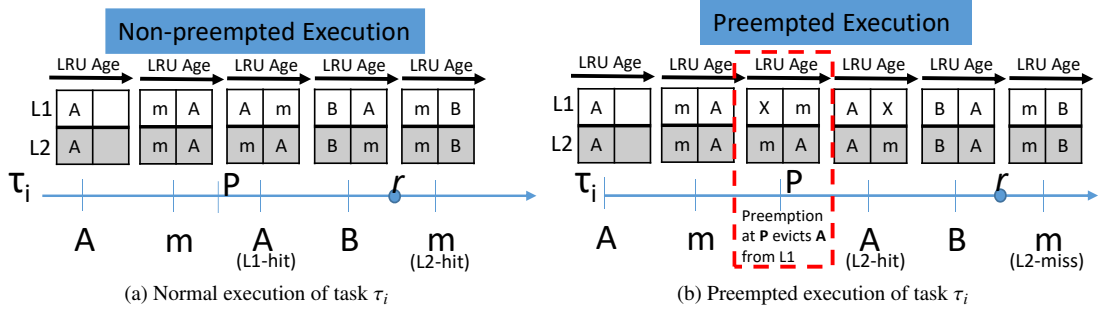 Non-preempted Execution
LRU Age LRU Age LRU Age LRU Age LRU Age
L1 A m A A m B A m B
L2 A m A m A B m m B
τi P r
A m A B m
(L1-hit) (L2-hit)
(a) Normal execution of task τi
Preempted Execution
LRU Age LRU Age LRU Age LRU Age LRU Age LRU Age
L1 A m A X m A X B A m B
L2 A m A m A A m B A m B
τi P r
A m Preemption at P evicts A from L1 A B m
(L2-hit) (L2-miss)
(b) Preempted execution of task τi